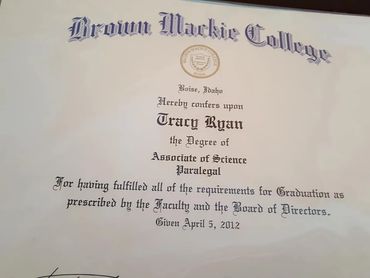 Brown Mackie College
Boise, Idaho
Hereby confers upon
Tracy Ryan
the Degree of
Associate of Science
Paralegal
For having fulfilled all of the requirements for Graduation as
prescribed by the Faculty and the Board of Directors.
Given April 5, 2012